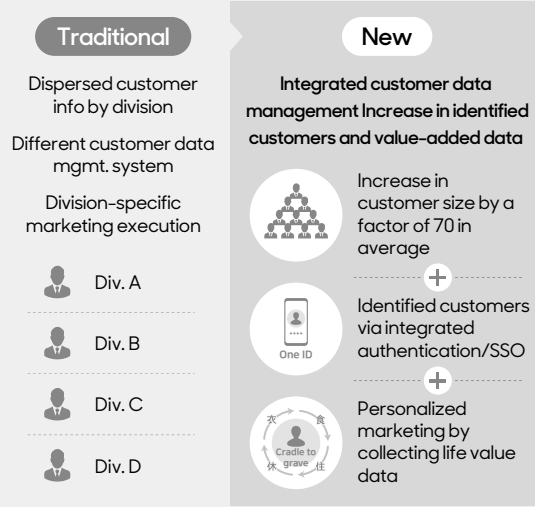 Traditional
Dispersed customer
info by division
Different customer data
mgmt. system
Division-specific
marketing execution
Div. A
Div. B
Div. C
Div. D
New
Integrated customer data
management Increase in identified
customers and value-added data
Increase in
customer size by a
factor of 70 in
average
+
One ID
Identified customers
via integrated
authentication/SSO
+
衣 食
Cradle to
grave
休 住
Personalized
marketing by
collecting life value
data